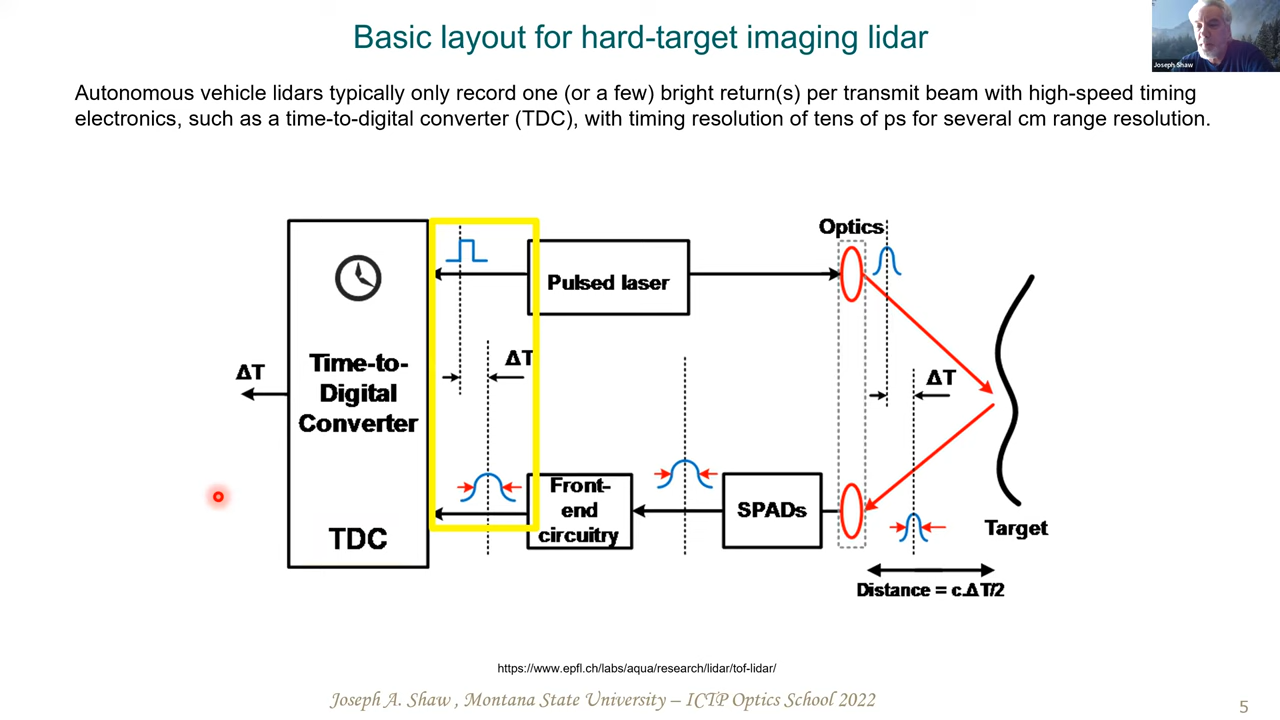 Basic layout for hard-target imaging lidar
Joseph Shaw
Autonomous vehicle lidars typically only record one (or a few) bright return(s) per transmit beam with high-speed timing
electronics, such as a time-to-digital converter (TDC), with timing resolution of tens of ps for several cm range resolution.
Optics
Pulsed laser
ΔT
Time-to-
Digital
Converter
ΔT
ΔT
TDC
Front-
end
circuitry
SPADs
Target
Distance = c.ΔT/2
https://www.epfl.ch/labs/aqua/research/lidar/tof-lidar/
Joseph A. Shaw , Montana State University – ICTP Optics School 2022
5